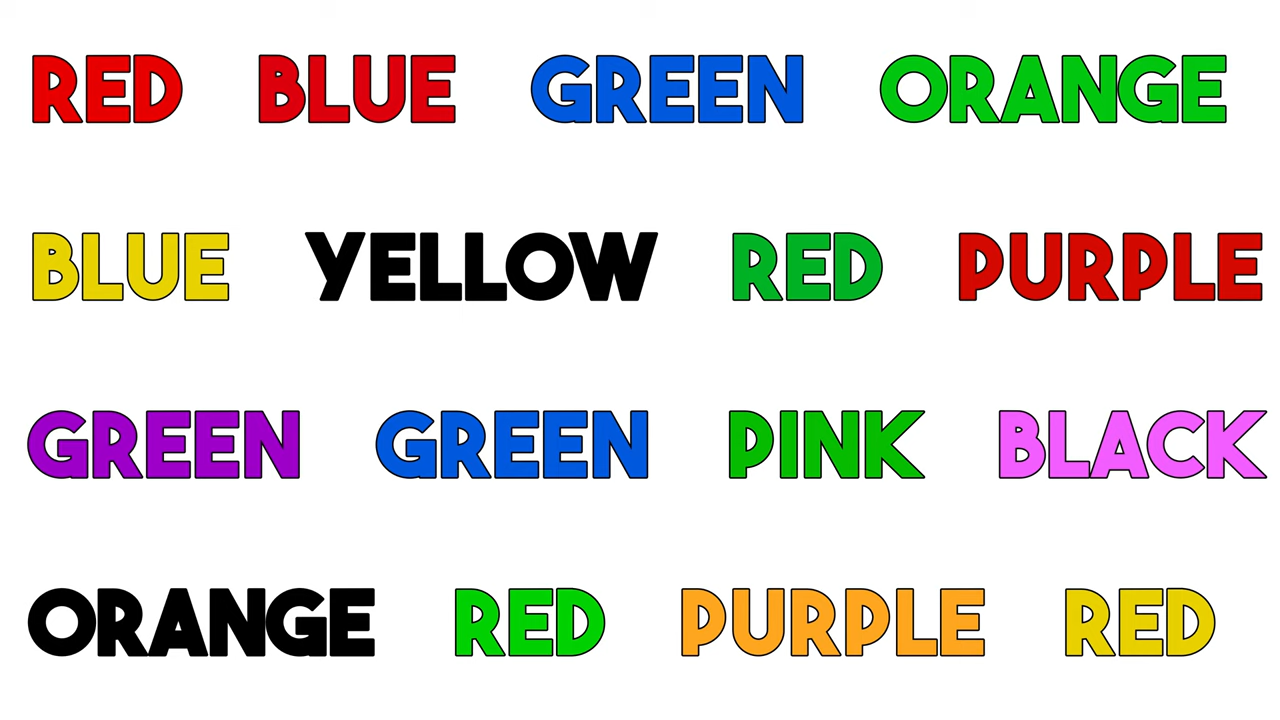 RED BLUE GREEN ORANGE
BLUE YELLOW RED PURPLE
GREEN GREEN PINK BLACK
ORANGE RED PURPLE RED